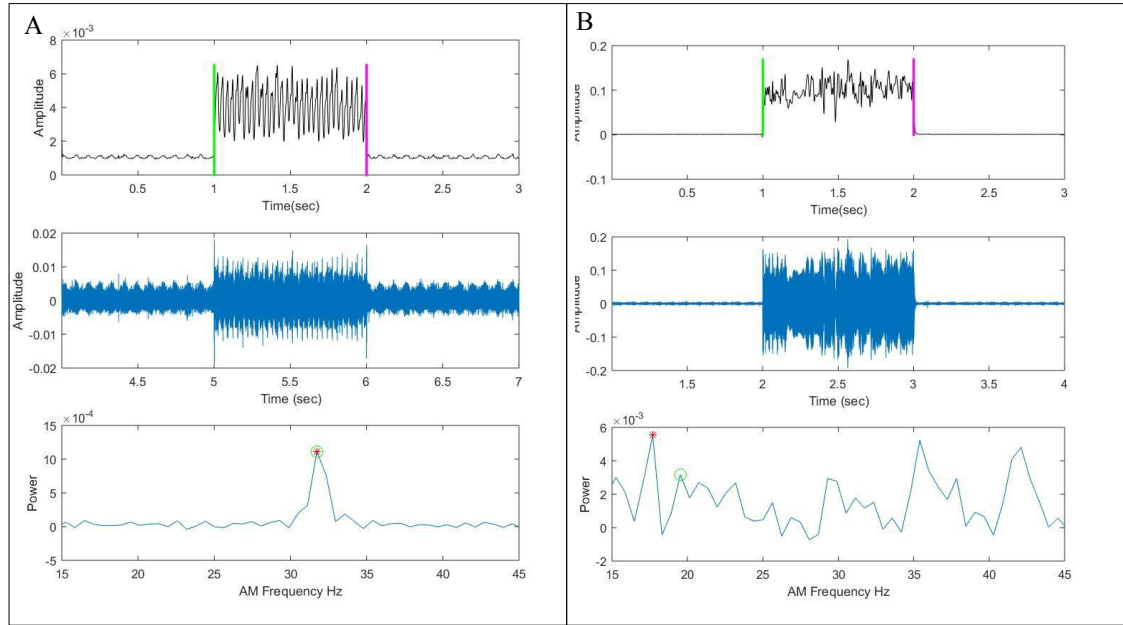 A
×10⁻³
8
6
4
2
0
Amplitude
0.5 1 1.5 2 2.5 3
Time(sec)
0.02
0.01
0
-0.01
-0.02
Amplitude
4.5 5 5.5 6 6.5 7
Time (sec)
×10⁻⁴
15
10
5
0
-5
Power
15 20 25 30 35 40 45
AM Frequency Hz
B
0.2
0.1
0
-0.1
Amplitude
0.5 1 1.5 2 2.5 3
Time(sec)
0.2
0.1
0
-0.1
-0.2
Amplitude
1.5 2 2.5 3 3.5 4
Time (sec)
×10⁻³
6
4
2
0
-2
Power
15 20 25 30 35 40 45
AM Frequency Hz